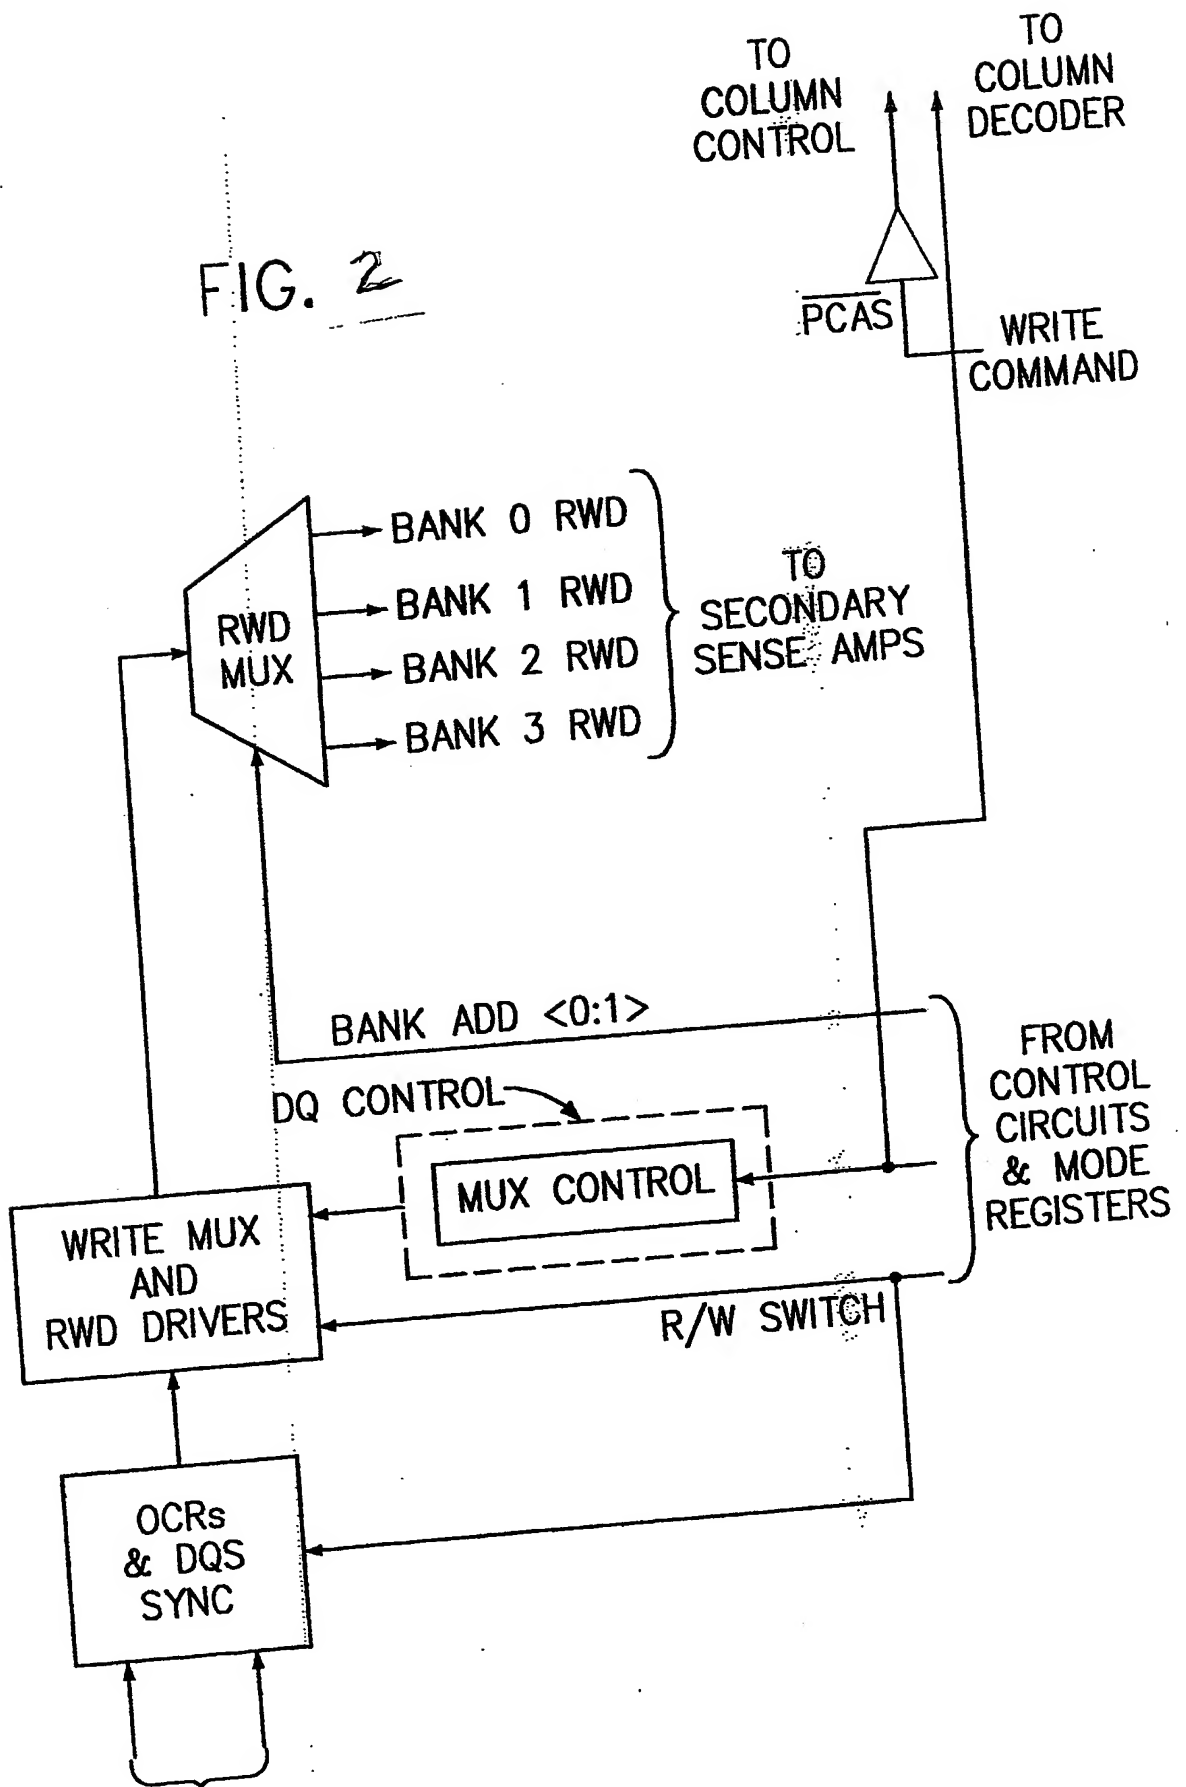 TO
COLUMN
CONTROL
TO
COLUMN
DECODER
FIG. 2
PCAS
WRITE
COMMAND
RWD
MUX
BANK 0 RWD
BANK 1 RWD
BANK 2 RWD
BANK 3 RWD
TO
SECONDARY
SENSE AMPS
BANK ADD <0:1>
DQ CONTROL
MUX CONTROL
FROM
CONTROL
CIRCUITS
& MODE
REGISTERS
WRITE MUX
AND
RWD DRIVERS
R/W SWITCH
OCRs
& DQS
SYNC